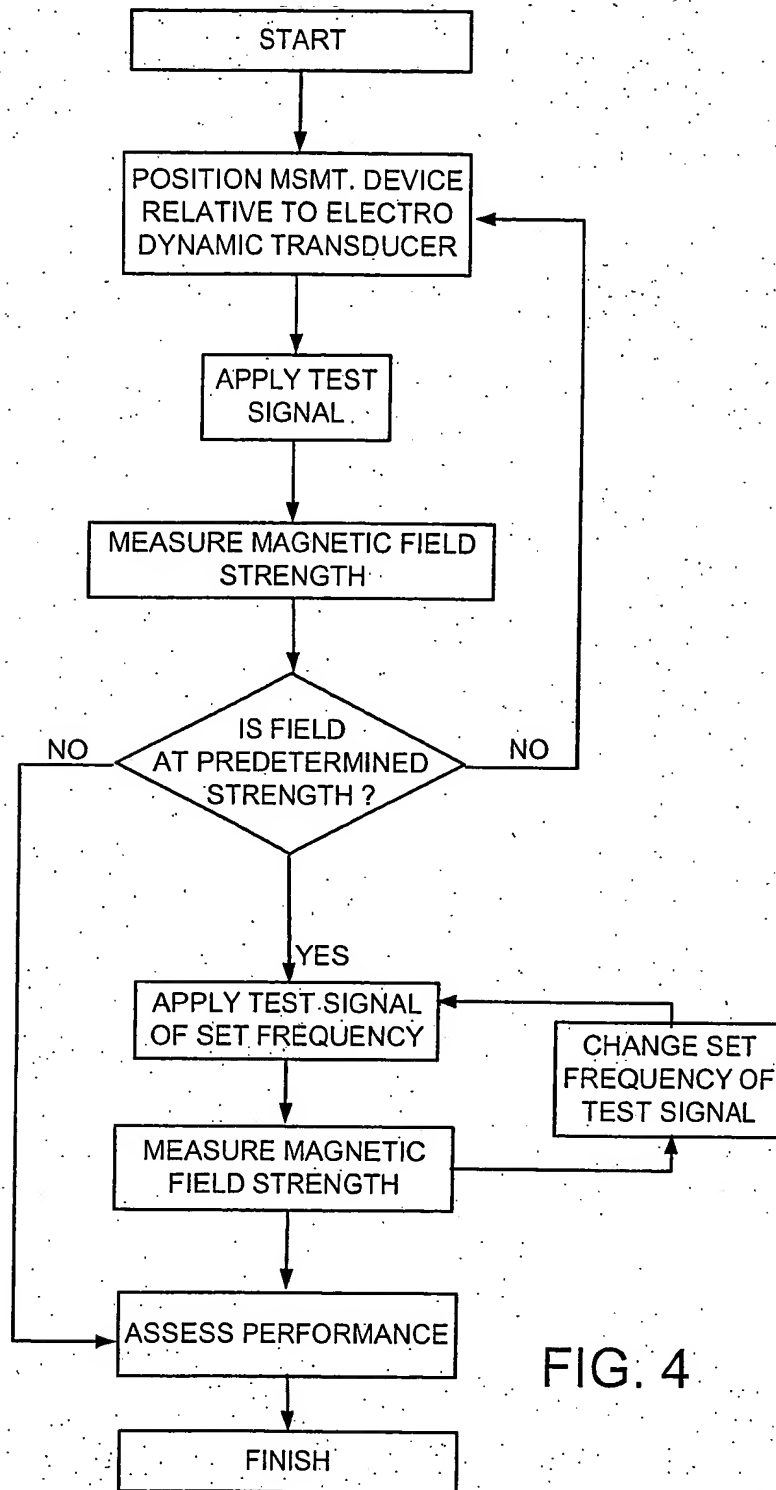 START
POSITION MSMT. DEVICE
RELATIVE TO ELECTRO
DYNAMIC TRANSDUCER
APPLY TEST
SIGNAL
MEASURE MAGNETIC FIELD
STRENGTH
IS FIELD
AT PREDETERMINED
STRENGTH ?
NO
NO
YES
APPLY TEST SIGNAL
OF SET FREQUENCY
CHANGE SET
FREQUENCY OF
TEST SIGNAL
MEASURE MAGNETIC
FIELD STRENGTH
ASSESS PERFORMANCE
FINISH
FIG. 4